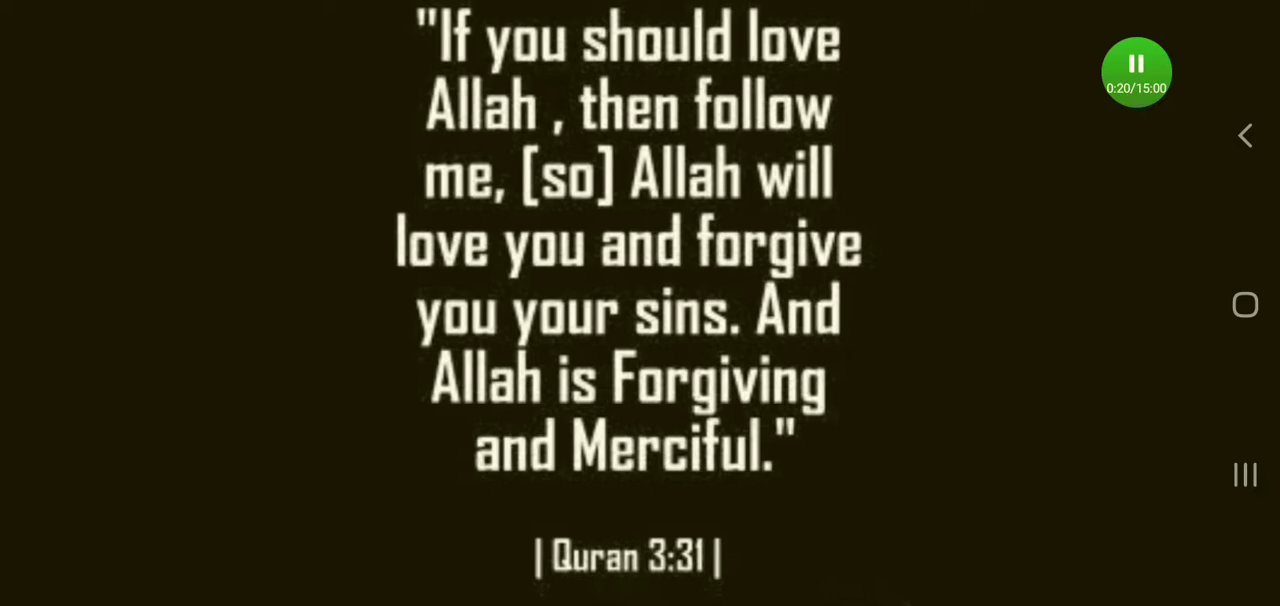 "If you should love
Allah , then follow
me, [so] Allah will
love you and forgive
you your sins. And
Allah is Forgiving
and Merciful."
| Quran 3:31 |
0:20/15:00